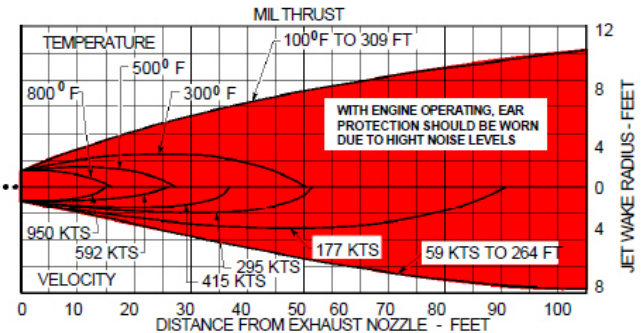 MIL THRUST
TEMPERATURE
100⁰F TO 309 FT
500⁰ F
800⁰ F
300⁰ F
WITH ENGINE OPERATING, EAR
PROTECTION SHOULD BE WORN
DUE TO HIGHT NOISE LEVELS
950 KTS
592 KTS
415 KTS
295 KTS
177 KTS
59 KTS TO 264 FT
VELOCITY
12
8
4
0
4
8
JET WAKE RADIUS - FEET
0 10 20 30 40 50 60 70 80 90 100
DISTANCE FROM EXHAUST NOZZLE - FEET